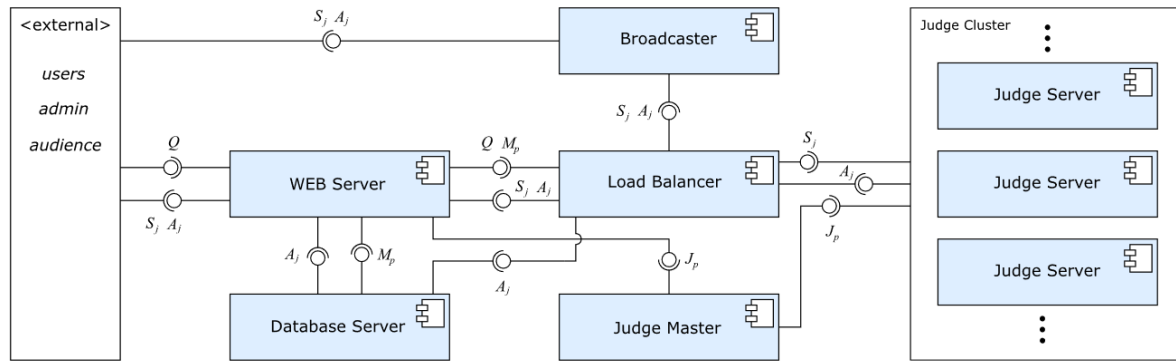 <external>
users
admin
audience
S_j A_j
Broadcaster
Judge Cluster
Judge Server
S_j A_j
Q
Q M_p
S_j
WEB Server
Load Balancer
A_j
Judge Server
S_j A_j
S_j A_j
J_p
A_j
M_p
A_j
J_p
Judge Server
Database Server
Judge Master